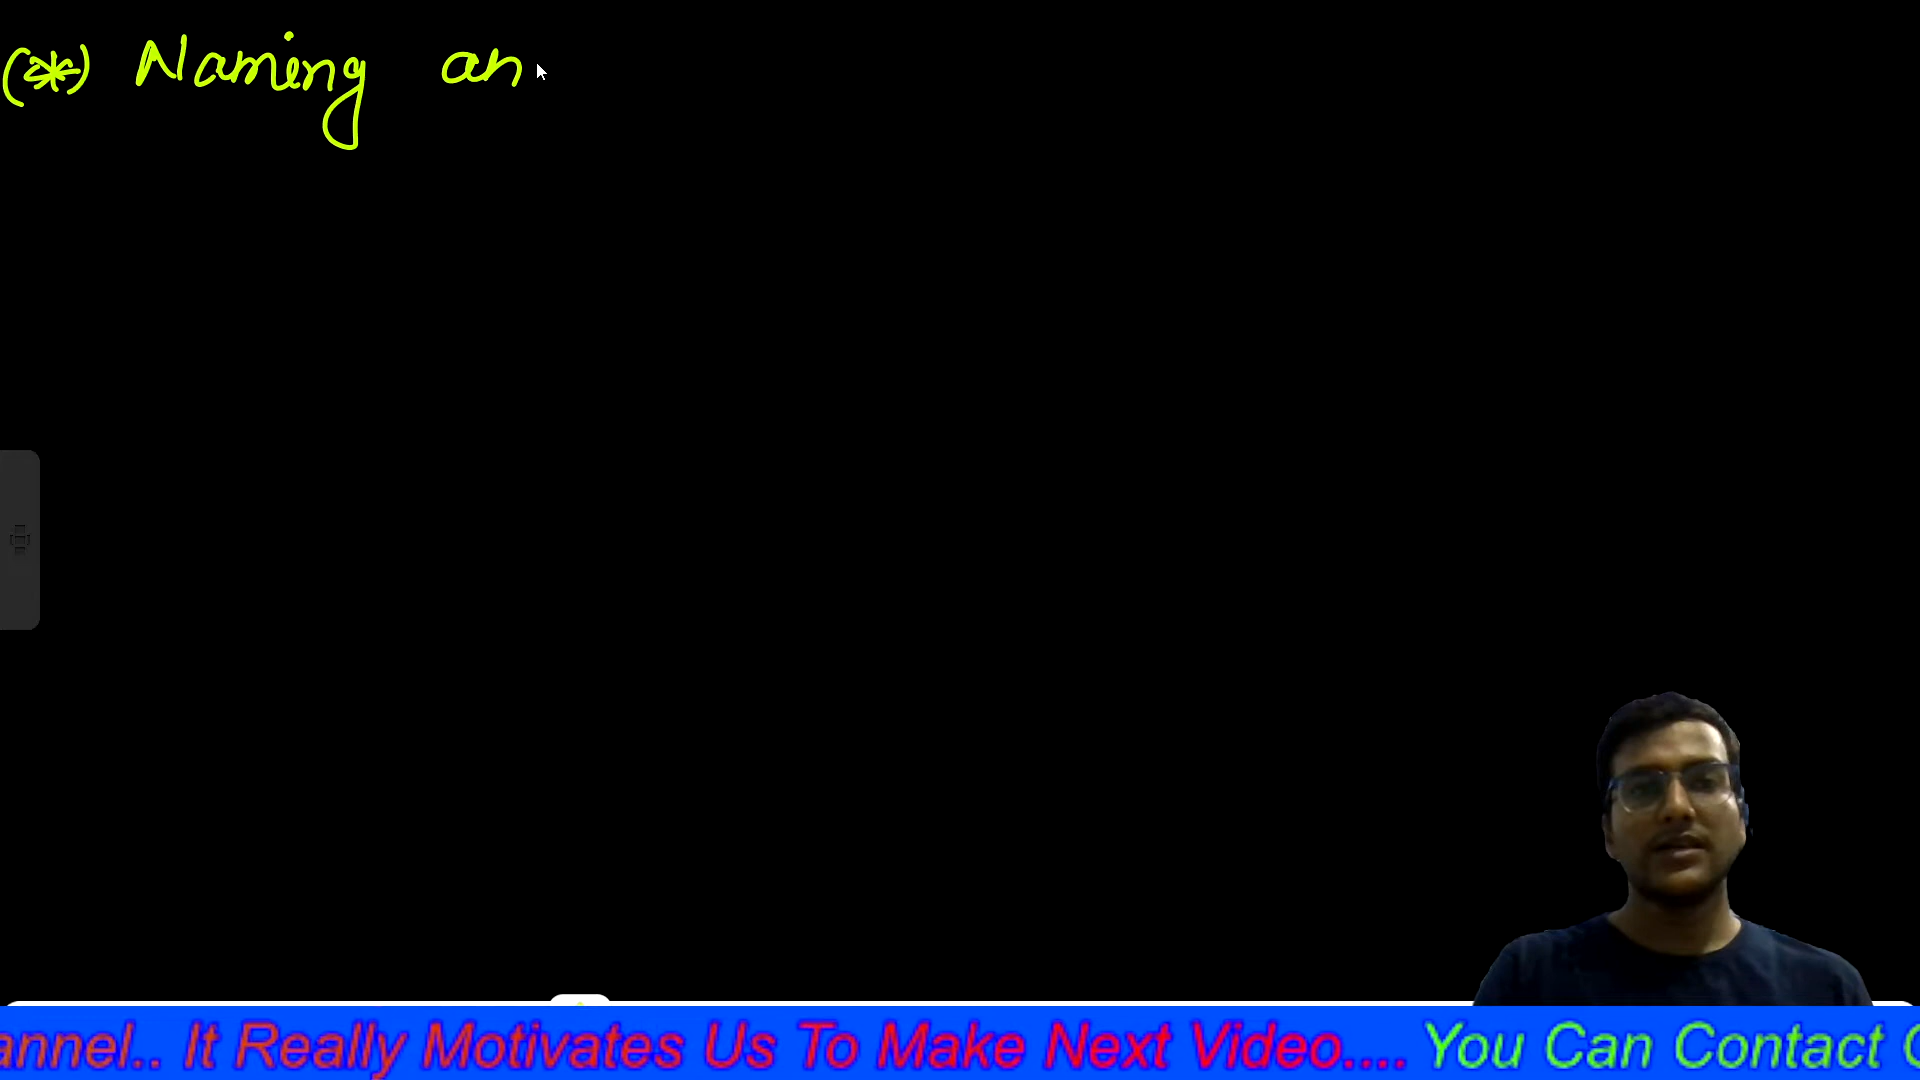 (*) Naming an
annel.. It Really Motivates Us To Make Next Video.... You Can Contact